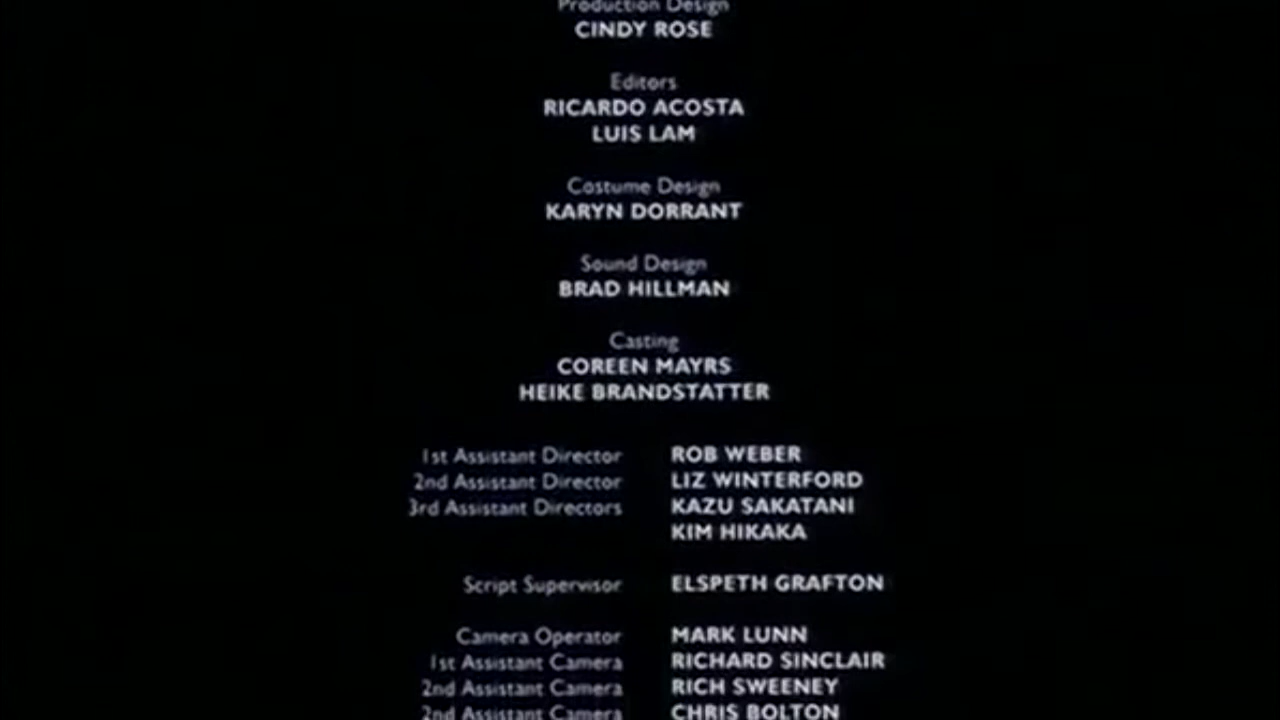 Production Design
CINDY ROSE
Editors
RICARDO ACOSTA
LUIS LAM
Costume Design
KARYN DORRANT
Sound Design
BRAD HILLMAN
Casting
COREEN MAYRS
HEIKE BRANDSTATTER
1st Assistant Director ROB WEBER
2nd Assistant Director LIZ WINTERFORD
3rd Assistant Directors KAZU SAKATANI
KIM HIKAKA
Script Supervisor ELSPETH GRAFTON
Camera Operator MARK LUNN
1st Assistant Camera RICHARD SINCLAIR
2nd Assistant Camera RICH SWEENEY
2nd Assistant Camera CHRIS BOLTON